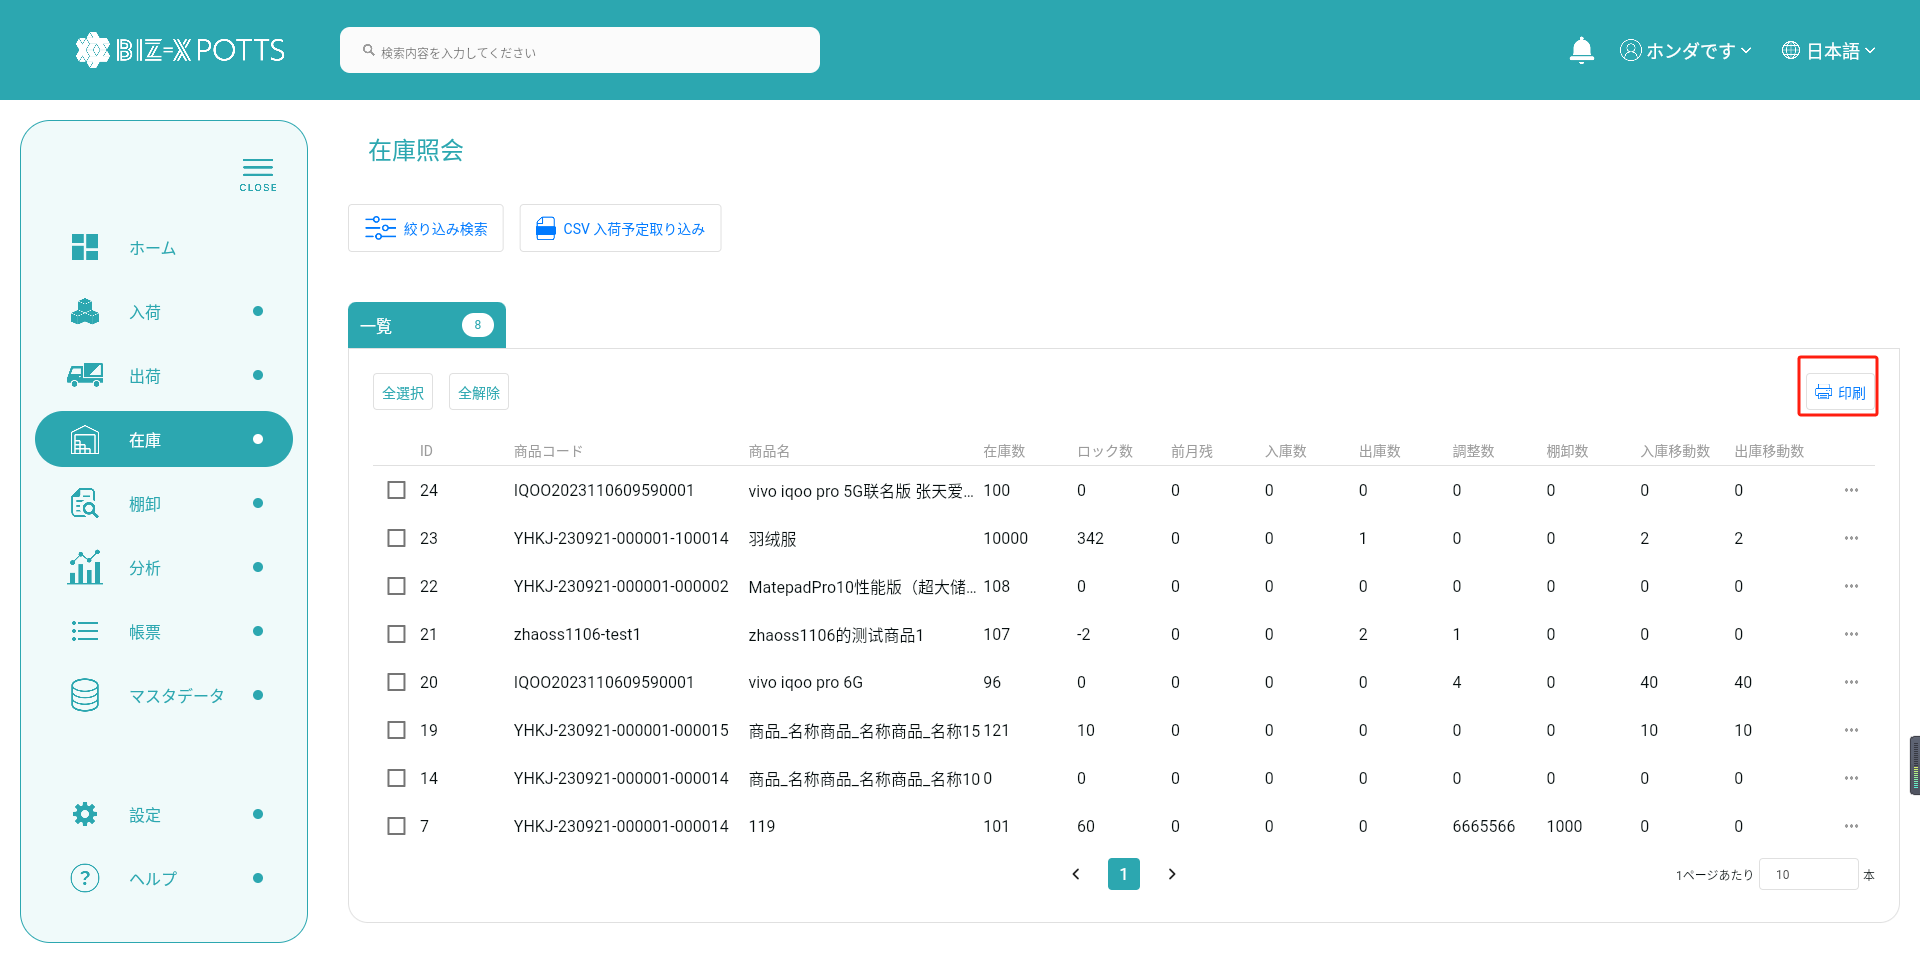 BIZ-X POTTS
検索内容を入力してください
ホンダです
日本語
CLOSE
ホーム
入荷
出荷
在庫
棚卸
分析
帳票
マスタデータ
設定
? ヘルプ
在庫照会
絞り込み検索
CSV 入荷予定取り込み
一覧 8
全選択 全解除
印刷
ID 商品コード 商品名 在庫数 ロック数 前月残 入庫数 出庫数 調整数 棚卸数 入庫移動数 出庫移動数
24 IQOO2023110609590001 vivo iqoo pro 5G联名版 张天爱… 100 0 0 0 0 0 0 0 0
23 YHKJ-230921-000001-100014 羽绒服 10000 342 0 0 1 0 0 2 2
22 YHKJ-230921-000001-000002 MatepadPro10性能版（超大储… 108 0 0 0 0 0 0 0 0
21 zhaoss1106-test1 zhaoss1106的测试商品1 107 -2 0 0 2 1 0 0 0
20 IQOO2023110609590001 vivo iqoo pro 6G 96 0 0 0 0 4 0 40 40
19 YHKJ-230921-000001-000015 商品_名称商品_名称商品_名称15 121 10 0 0 0 0 0 10 10
14 YHKJ-230921-000001-000014 商品_名称商品_名称商品_名称10 0 0 0 0 0 0 0 0 0
7 YHKJ-230921-000001-000014 119 101 60 0 0 0 6665566 1000 0 0
1
1ページあたり 10 本